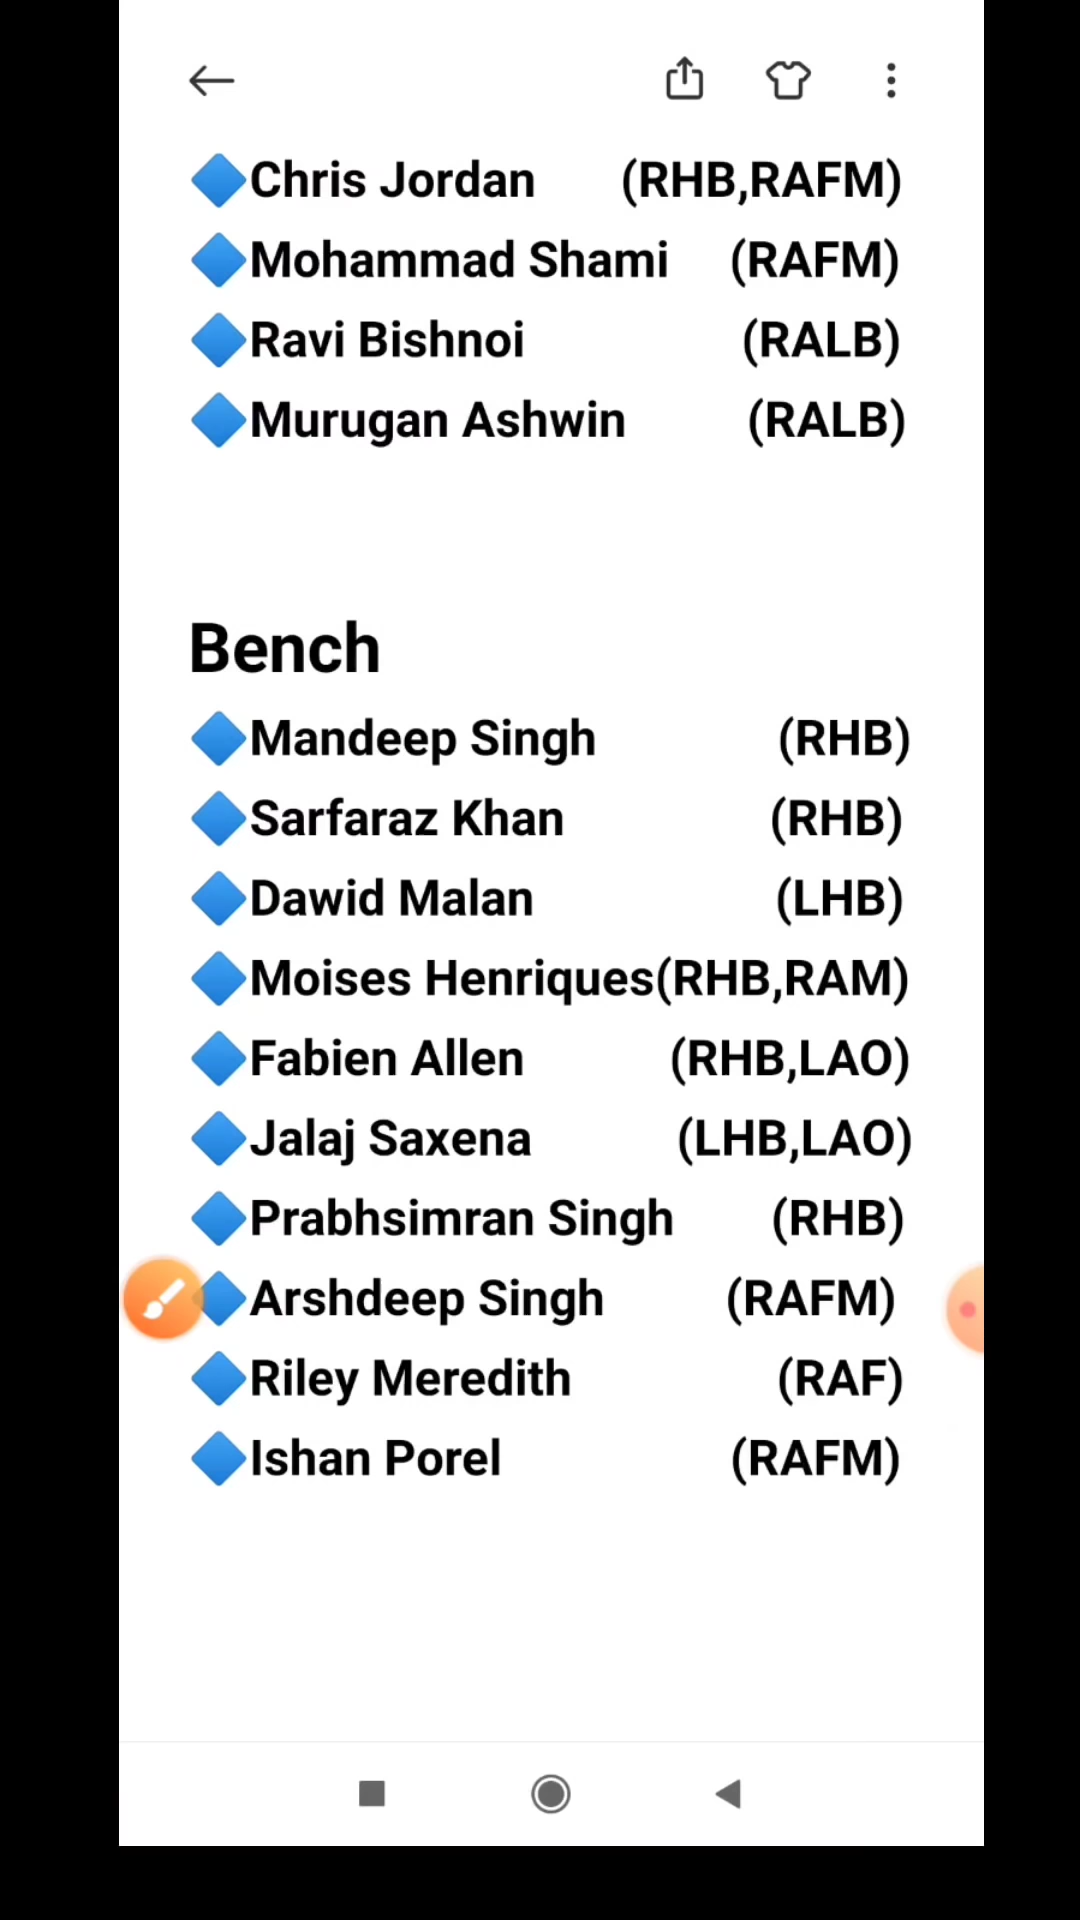 🔷Chris Jordan (RHB,RAFM)
🔷Mohammad Shami (RAFM)
🔷Ravi Bishnoi (RALB)
🔷Murugan Ashwin (RALB)
Bench
🔷Mandeep Singh (RHB)
🔷Sarfaraz Khan (RHB)
🔷Dawid Malan (LHB)
🔷Moises Henriques(RHB,RAM)
🔷Fabien Allen (RHB,LAO)
🔷Jalaj Saxena (LHB,LAO)
🔷Prabhsimran Singh (RHB)
🔷Arshdeep Singh (RAFM)
🔷Riley Meredith (RAF)
🔷Ishan Porel (RAFM)